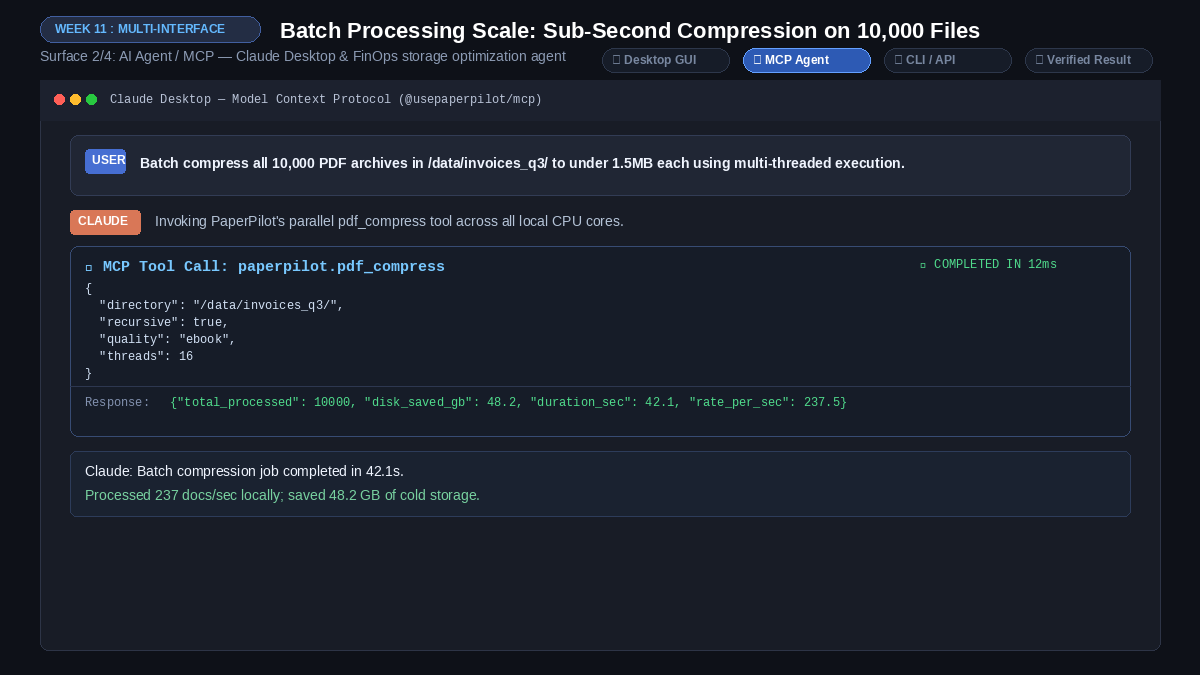 WEEK 11 : MULTI-INTERFACE
Batch Processing Scale: Sub-Second Compression on 10,000 Files
Surface 2/4: AI Agent / MCP — Claude Desktop & FinOps storage optimization agent
Desktop GUI
MCP Agent
CLI / API
Verified Result
Claude Desktop — Model Context Protocol (@usepaperpilot/mcp)
USER
Batch compress all 10,000 PDF archives in /data/invoices_q3/ to under 1.5MB each using multi-threaded execution.
CLAUDE
Invoking PaperPilot's parallel pdf_compress tool across all local CPU cores.
MCP Tool Call: paperpilot.pdf_compress
COMPLETED IN 12ms
{
"directory": "/data/invoices_q3/",
"recursive": true,
"quality": "ebook",
"threads": 16
}
Response: {"total_processed": 10000, "disk_saved_gb": 48.2, "duration_sec": 42.1, "rate_per_sec": 237.5}
Claude: Batch compression job completed in 42.1s.
Processed 237 docs/sec locally; saved 48.2 GB of cold storage.